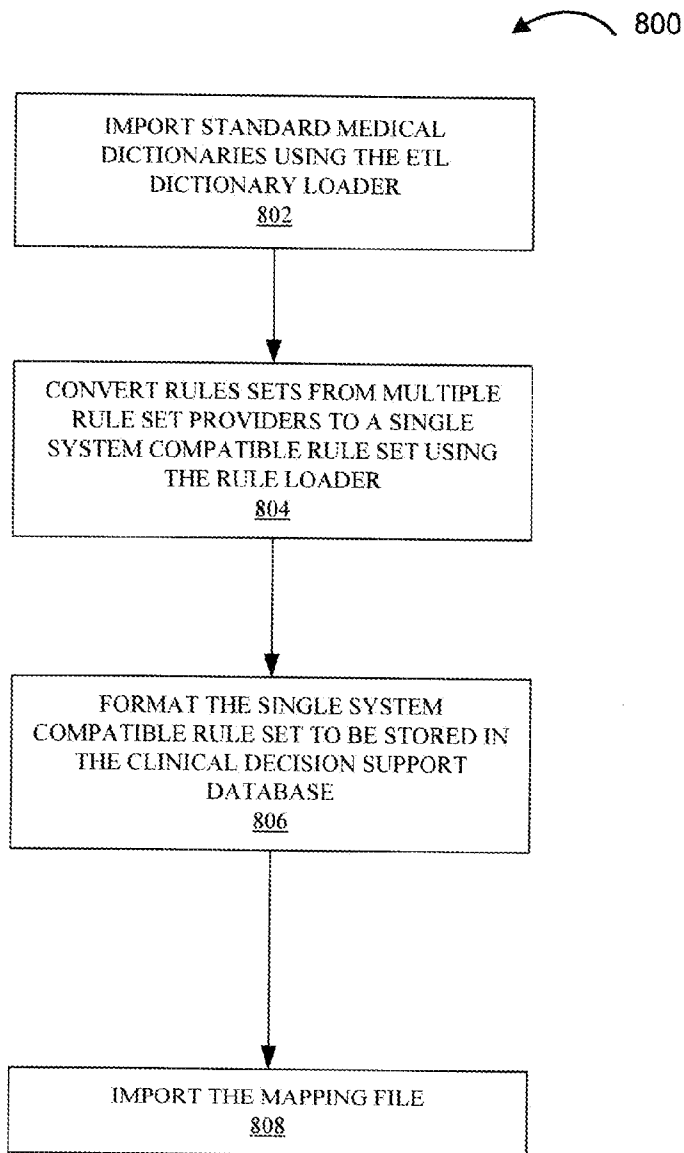 800
IMPORT STANDARD MEDICAL
DICTIONARIES USING THE ETL
DICTIONARY LOADER
802
CONVERT RULES SETS FROM MULTIPLE
RULE SET PROVIDERS TO A SINGLE
SYSTEM COMPATIBLE RULE SET USING
THE RULE LOADER
804
FORMAT THE SINGLE SYSTEM
COMPATIBLE RULE SET TO BE STORED IN
THE CLINICAL DECISION SUPPORT
DATABASE
806
IMPORT THE MAPPING FILE
808